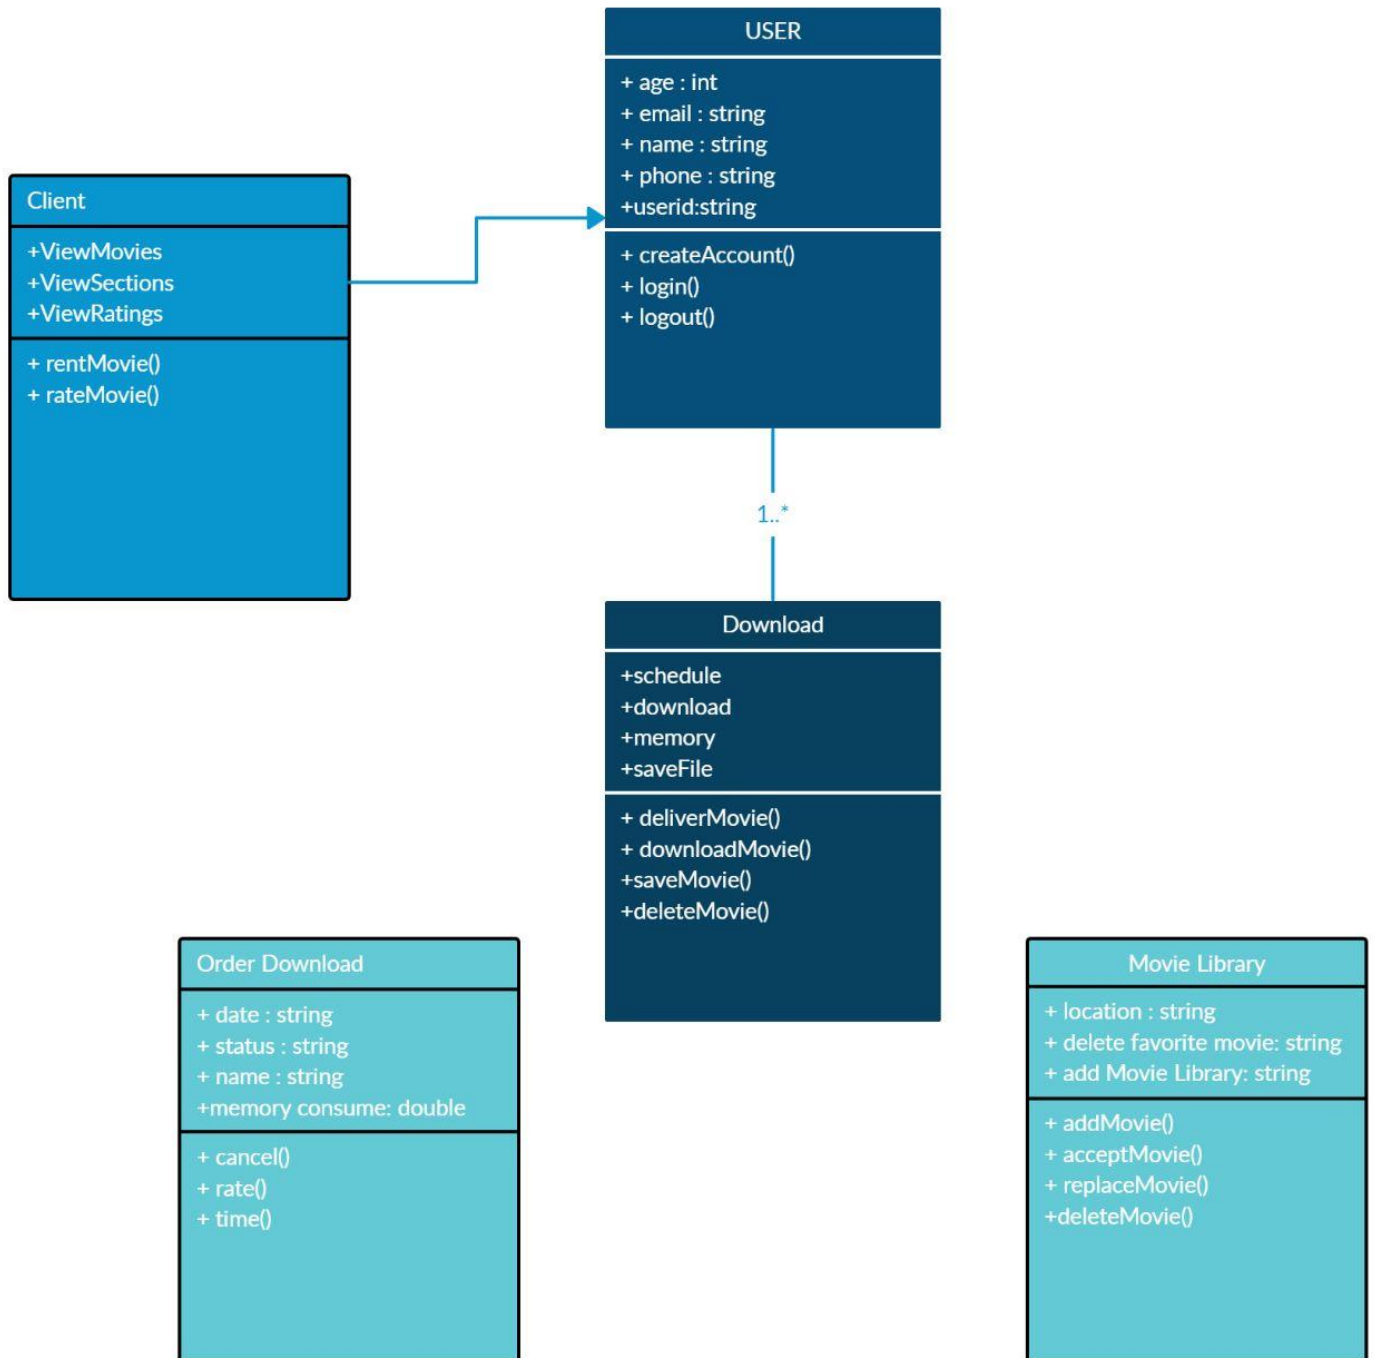 USER
+ age : int
+ email : string
+ name : string
+ phone : string
+userid:string
+ createAccount()
+ login()
+ logout()
Client
+ViewMovies
+ViewSections
+ViewRatings
+ rentMovie()
+ rateMovie()
1..*
Download
+schedule
+download
+memory
+saveFile
+ deliverMovie()
+ downloadMovie()
+saveMovie()
+deleteMovie()
Order Download
+ date : string
+ status : string
+ name : string
+memory consume: double
+ cancel()
+ rate()
+ time()
Movie Library
+ location : string
+ delete favorite movie: string
+ add Movie Library: string
+ addMovie()
+ acceptMovie()
+ replaceMovie()
+deleteMovie()